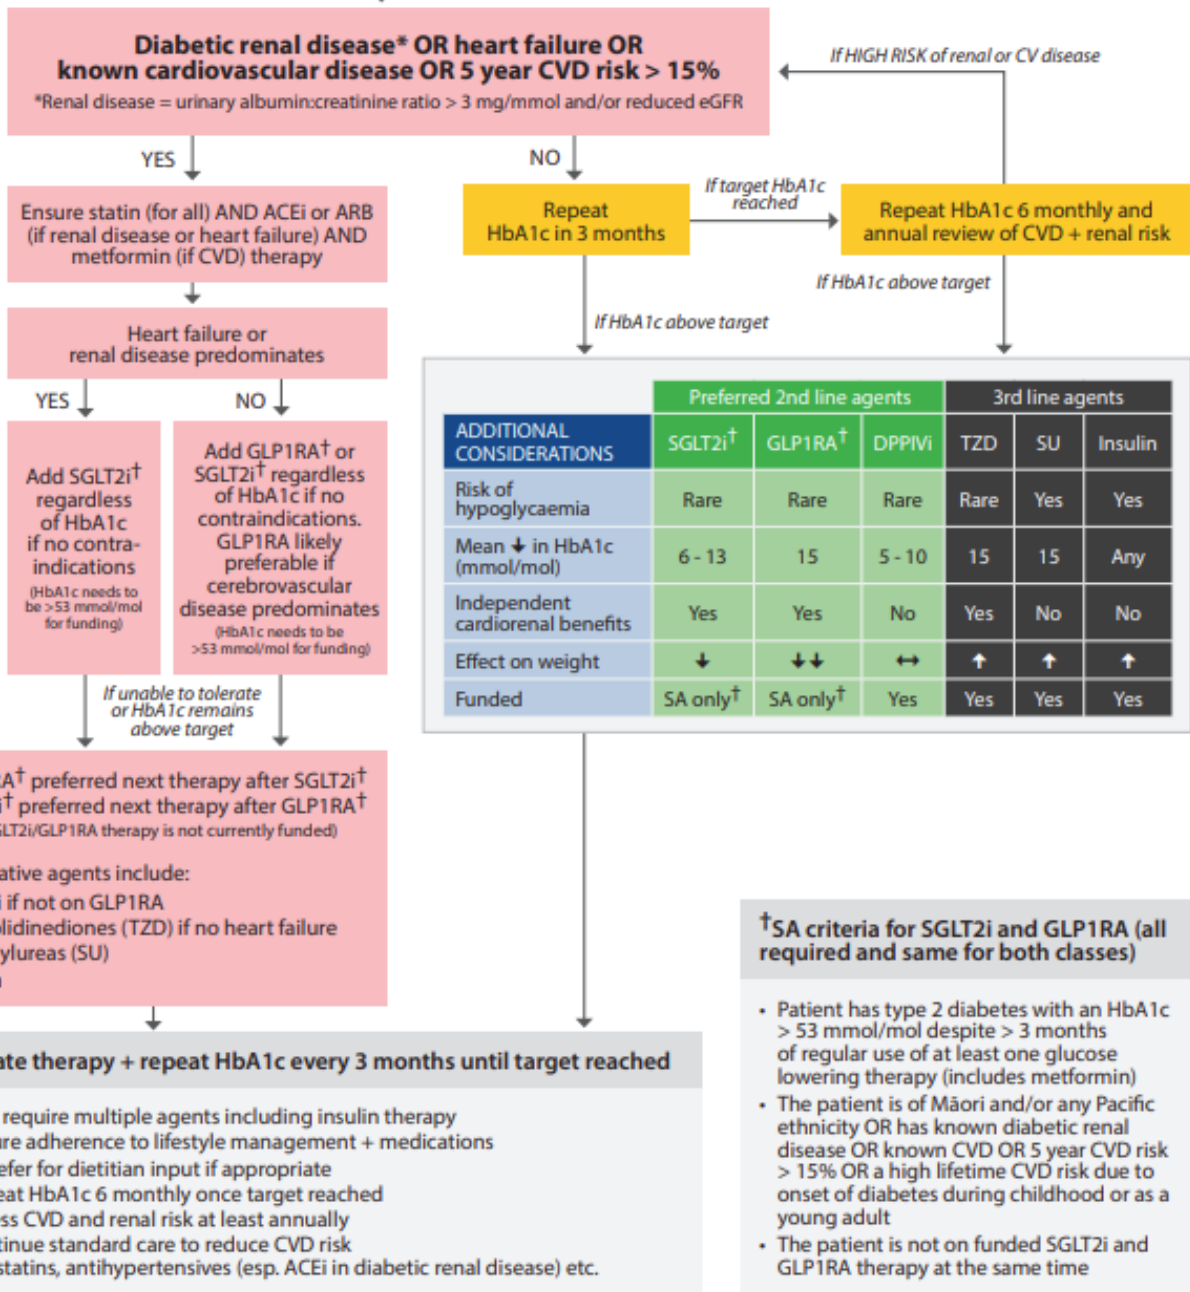 Diabetic renal disease* OR heart failure OR
known cardiovascular disease OR 5 year CVD risk > 15%
*Renal disease = urinary albumin:creatinine ratio > 3 mg/mmol and/or reduced eGFR
If HIGH RISK of renal or CV disease
YES
NO
Ensure statin (for all) AND ACEi or ARB
(if renal disease or heart failure) AND
metformin (if CVD) therapy
Repeat
HbA1c in 3 months
If target HbA1c
reached
Repeat HbA1c 6 monthly and
annual review of CVD + renal risk
If HbA1c above target
If HbA1c above target
Heart failure or
renal disease predominates
YES
NO
Add SGLT2i†
regardless
of HbA1c
if no contra-
indications
(HbA1c needs to
be >53 mmol/mol
for funding)
Add GLP1RA† or
SGLT2i† regardless
of HbA1c if no
contraindications.
GLP1RA likely
preferable if
cerebrovascular
disease predominates
(HbA1c needs to be
>53 mmol/mol for funding)
Preferred 2nd line agents 3rd line agents
ADDITIONAL
CONSIDERATIONS SGLT2i† GLP1RA† DPPIVi TZD SU Insulin
Risk of
hypoglycaemia Rare Rare Rare Rare Yes Yes
Mean ↓ in HbA1c
(mmol/mol) 6 - 13 15 5 - 10 15 15 Any
Independent
cardiorenal benefits Yes Yes No Yes No No
Effect on weight ↓ ↓↓ ↔ ↑ ↑ ↑
Funded SA only† SA only† Yes Yes Yes Yes
If unable to tolerate
or HbA1c remains
above target
RA† preferred next therapy after SGLT2i†
i† preferred next therapy after GLP1RA†
GLT2i/GLP1RA therapy is not currently funded)
ative agents include:
i if not on GLP1RA
olidinediones (TZD) if no heart failure
ylureas (SU)
ate therapy + repeat HbA1c every 3 months until target reached
require multiple agents including insulin therapy
ure adherence to lifestyle management + medications
efer for dietitian input if appropriate
eat HbA1c 6 monthly once target reached
ess CVD and renal risk at least annually
tinue standard care to reduce CVD risk
statins, antihypertensives (esp. ACEi in diabetic renal disease) etc.
†SA criteria for SGLT2i and GLP1RA (all
required and same for both classes)
• Patient has type 2 diabetes with an HbA1c
> 53 mmol/mol despite > 3 months
of regular use of at least one glucose
lowering therapy (includes metformin)
• The patient is of Māori and/or any Pacific
ethnicity OR has known diabetic renal
disease OR known CVD OR 5 year CVD risk
> 15% OR a high lifetime CVD risk due to
onset of diabetes during childhood or as a
young adult
• The patient is not on funded SGLT2i and
GLP1RA therapy at the same time